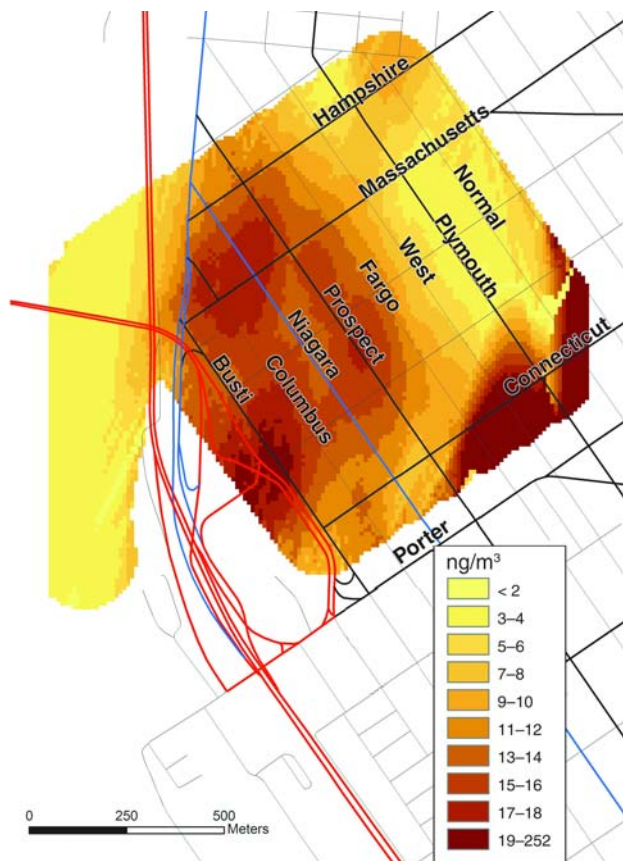 Hampshire
Massachusetts
Normal
Plymouth
West
Fargo
Prospect
Niagara
Columbus
Busti
Connecticut
Porter
ng/m³
< 2
3–4
5–6
7–8
9–10
11–12
13–14
15–16
17–18
19–252
0 250 500
Meters